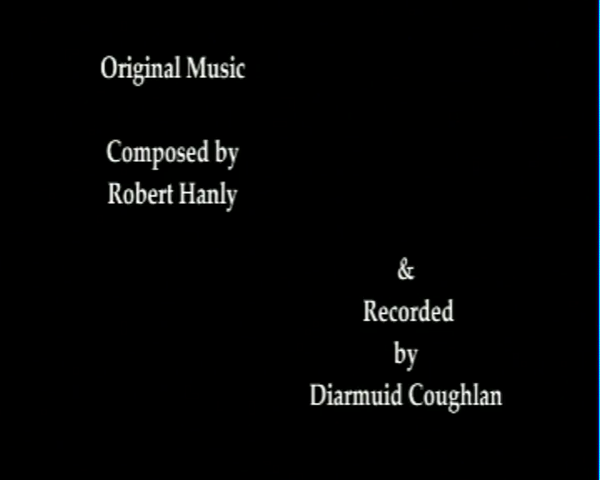 Original Music
Composed by
Robert Hanly
&
Recorded
by
Diarmuid Coughlan